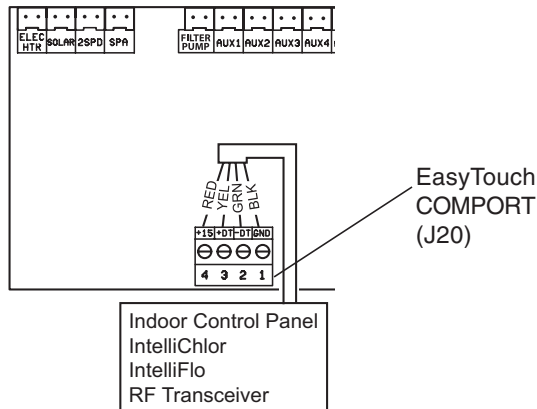 ELEC HTR SOLAR 2SPD SPA FILTER PUMP AUX1 AUX2 AUX3 AUX4
RED YEL GRN BLK
+15 +DT -DT GND
4 3 2 1
EasyTouch
COMPORT
(J20)
Indoor Control Panel
IntelliChlor
IntelliFlo
RF Transceiver